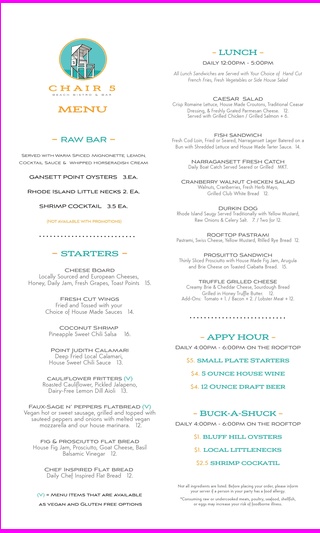 CHAIR 5
BEACH BISTRO & BAR
MENU
– RAW BAR –
Served with warm Spiced Mignonette Lemon
Cocktail Sauce & Whipped Horseradish Cream
Gansett Point Oysters 3.ea.
Rhode Island Little Necks 2. ea.
Shrimp Cocktail 3.5 ea.
(Not available with promotions)
– STARTERS –
Cheese Board
Locally Sourced and European Cheeses,
Honey, Daily Jam, Fresh Grapes, Toast Points 15.
Fresh Cut Wings
Fried and Tossed with your
Choice of House Made Sauces 14.
Coconut Shrimp
Pineapple Sweet Chili Salsa 16.
Point Judith Calamari
Deep Fried Local Calamari,
House Sweet Chili Sauce 13.
Cauliflower Fritters (V)
Roasted Cauliflower, Pickled Jalapeno,
Dairy-Free Lemon Dill Aioli 13.
Faux-Sage n' Peppers Flatbread (V)
Vegan hot or sweet sausage, grilled and topped with
sauteed peppers and onions with melted vegan
mozzarella and our house marinera. 12.
Fig & Prosciutto Flat Bread
House Fig Jam, Prosciutto, Goat Cheese, Basil
Balsamic Vinegar 12.
Chef Inspired Flat Bread
Daily Chef Inspired Flat Bread 12.
(V) = Menu items that are available
as vegan and Gluten Free options
– LUNCH –
DAILY 12:00PM - 5:00PM
All Lunch Sandwiches are Served with Your Choice of Hand Cut
French Fries, Fresh Vegetables or Side House Salad
Caesar Salad
Crisp Romaine Lettuce, House Made Croutons, Traditional Caesar
Dressing, & Freshly Grated Parmesan Cheese 12.
Served with Grilled Chicken / Grilled Salmon + 6.
Fish Sandwich
Fresh Cod Loin, Fried or Seared, Narragansett Lager Batered on a
Bun with Shredded Lettuce and House Made Tarter Sauce 14.
Narragansett Fresh Catch
Daily Boat Catch Seared Seared or Grilled MKT.
Cranberry Walnut Chicken Salad
Walnuts, Cranberries, Fresh Herb Mayo,
Grilled Club White Bread 12
Durkin Dog
Rhode Island Saugy Served Traditionally with Yellow Mustard,
Raw Onions & Celery Salt 7. / Two for 12.
Rooftop Pastrami
Pastrami, Swiss Cheese, Yellow Mustard, Grilled Rye Bread 12.
Prosuitto Sandwich
Thinly Sliced Prosciutto with House Made Fig Jam, Arugula
and Brie Cheese on Toasted Ciabatta Bread 15.
Truffle Grilled Cheese
Creamy Brie & Cheddar Cheese, Sourdough Bread
Grilled in Honey Truffle Butter 12
Add-Ons: Tomato + 1. / Bacon + 2. / Lobster Meat + 12.
– APPY HOUR –
DAILY 4:00PM - 6:00PM ON THE ROOFTOP
$5. SMALL PLATE STARTERS
$4. 5 OUNCE HOUSE WINE
$4. 12 OUNCE DRAFT BEER
– BUCK-A-SHUCK –
DAILY 4:00PM - 6:00PM ON THE ROOFTOP
$1. BLUFF HILL OYSTERS
$1. LOCAL LITTLENECKS
$2.5 SHRIMP COCKATIL
Not all ingredients are listed. Before placing your order, please inform
your server if a person in your party has a food allergy.
*Consuming raw or undercooked meats, poultry, seafood, shellfish,
or eggs may increase your risk of foodborne illness